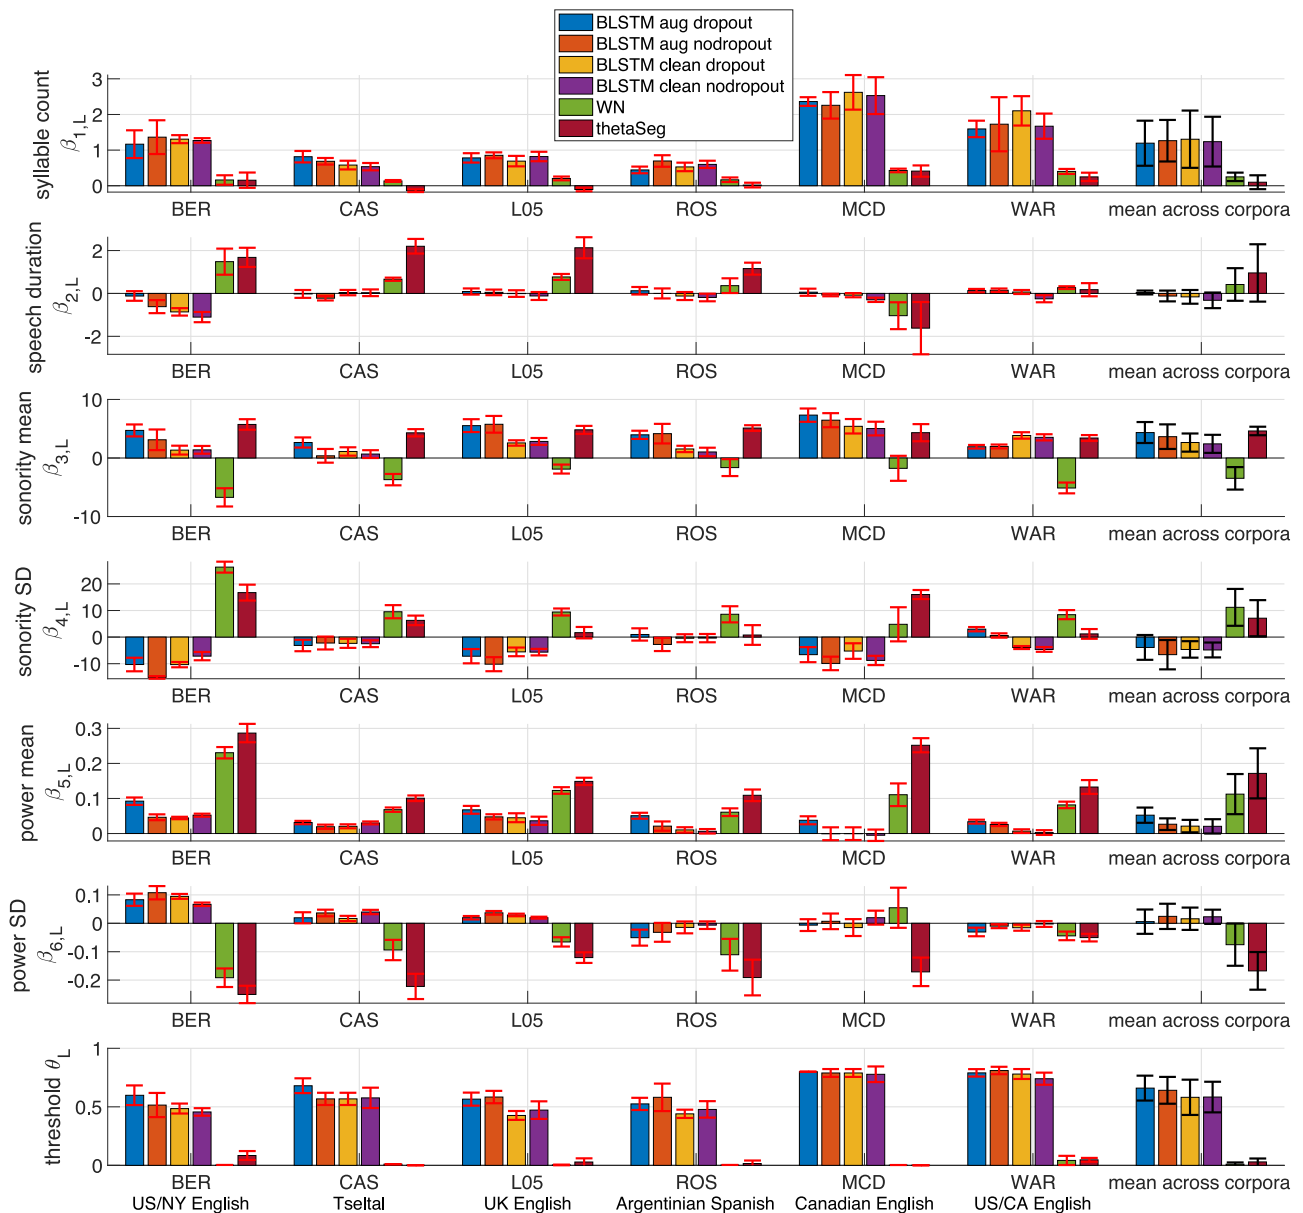 BLSTM aug dropout
BLSTM aug nodropout
BLSTM clean dropout
BLSTM clean nodropout
WN
thetaSeg
syllable count
β1,L
3
2
1
0
BER CAS L05 ROS MCD WAR mean across corpora
speech duration
β2,L
2
0
-2
BER CAS L05 ROS MCD WAR mean across corpora
sonority mean
β3,L
10
0
-10
BER CAS L05 ROS MCD WAR mean across corpora
sonority SD
β4,L
20
10
0
-10
BER CAS L05 ROS MCD WAR mean across corpora
power mean
β5,L
0.3
0.2
0.1
0
BER CAS L05 ROS MCD WAR mean across corpora
power SD
β6,L
0.1
0
-0.1
-0.2
BER CAS L05 ROS MCD WAR mean across corpora
threshold θL
1
0.5
0
BER CAS L05 ROS MCD WAR mean across corpora
US/NY English Tseltal UK English Argentinian Spanish Canadian English US/CA English